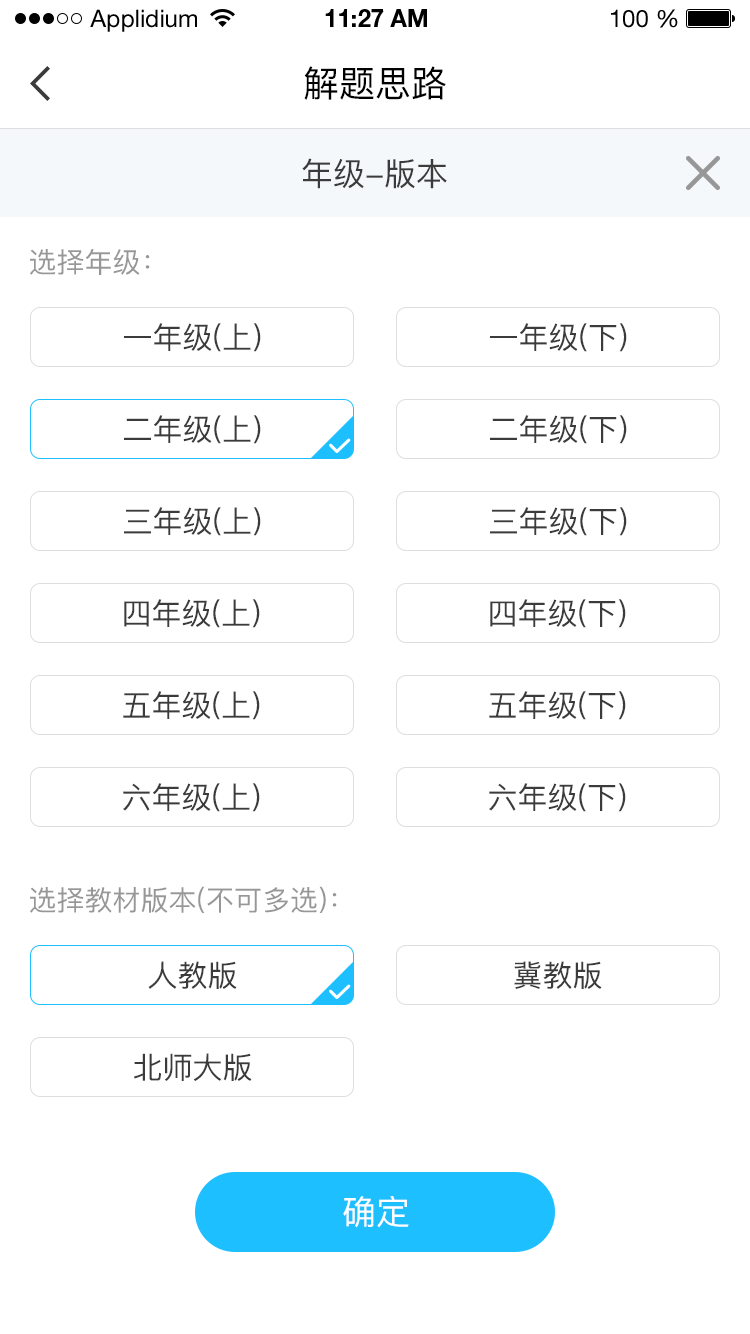 Applidium 11:27 AM 100 %
解题思路
年级–版本
选择年级：
一年级(上) 一年级(下)
二年级(上) 二年级(下)
三年级(上) 三年级(下)
四年级(上) 四年级(下)
五年级(上) 五年级(下)
六年级(上) 六年级(下)
选择教材版本(不可多选)：
人教版 冀教版
北师大版
确定